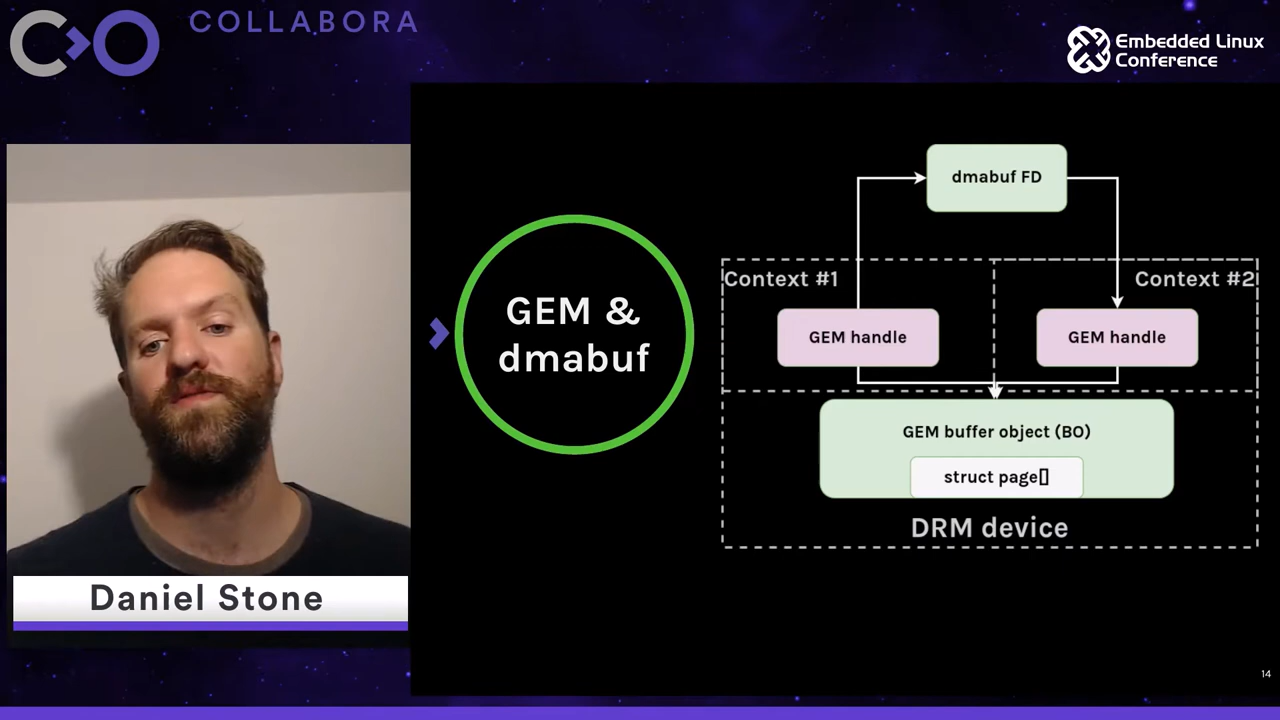 COLLABORA
Embedded Linux
Conference
dmabuf FD
Context #1
Context #2
GEM &
dmabuf
GEM handle
GEM handle
GEM buffer object (BO)
struct page[]
DRM device
Daniel Stone
14